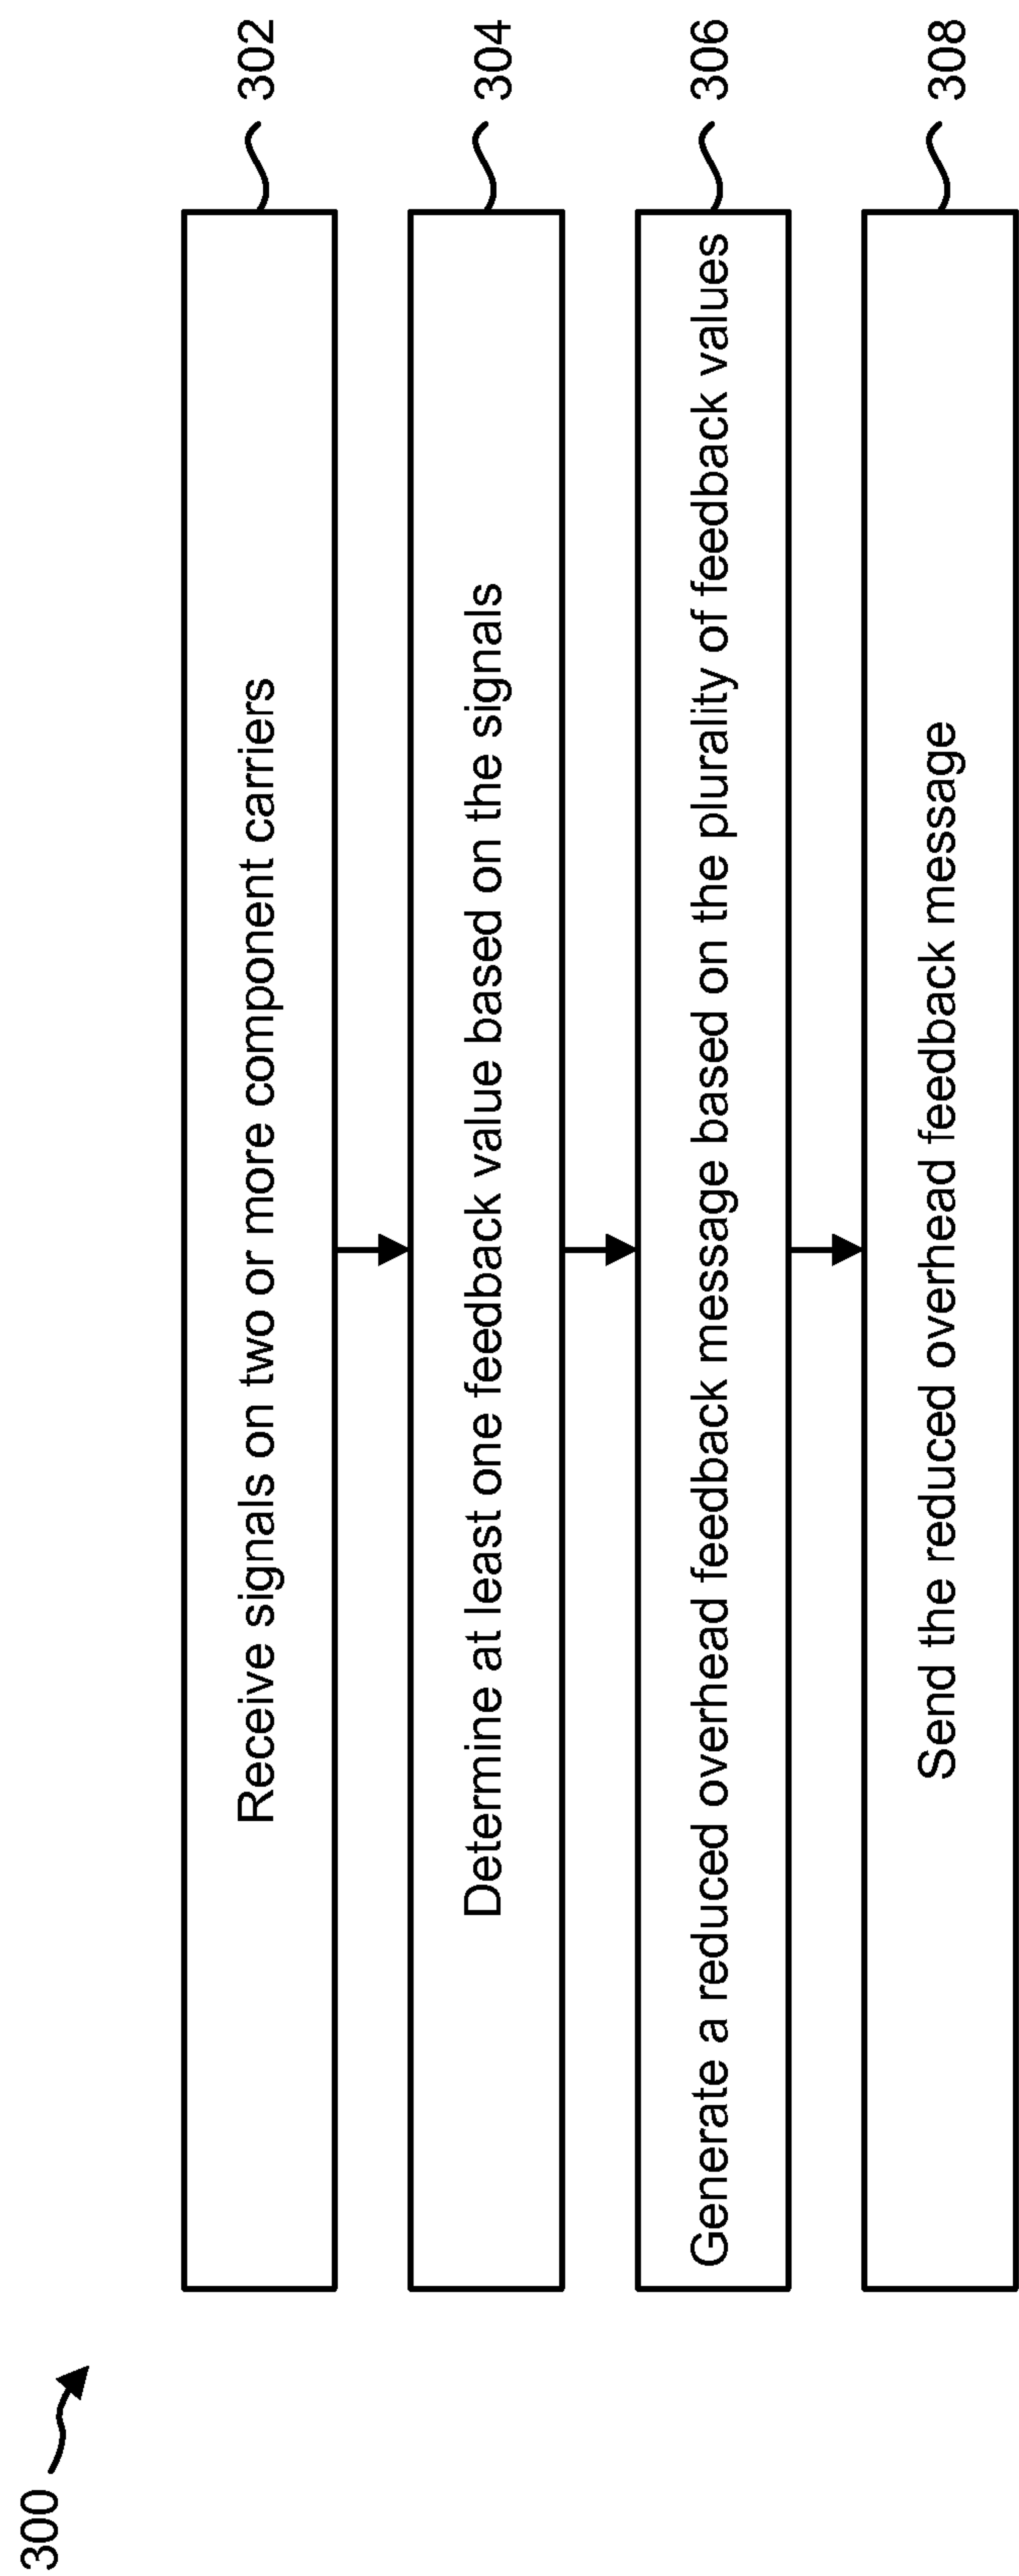 300
Receive signals on two or more component carriers
302
Determine at least one feedback value based on the signals
304
Generate a reduced overhead feedback message based on the plurality of feedback values
306
Send the reduced overhead feedback message
308